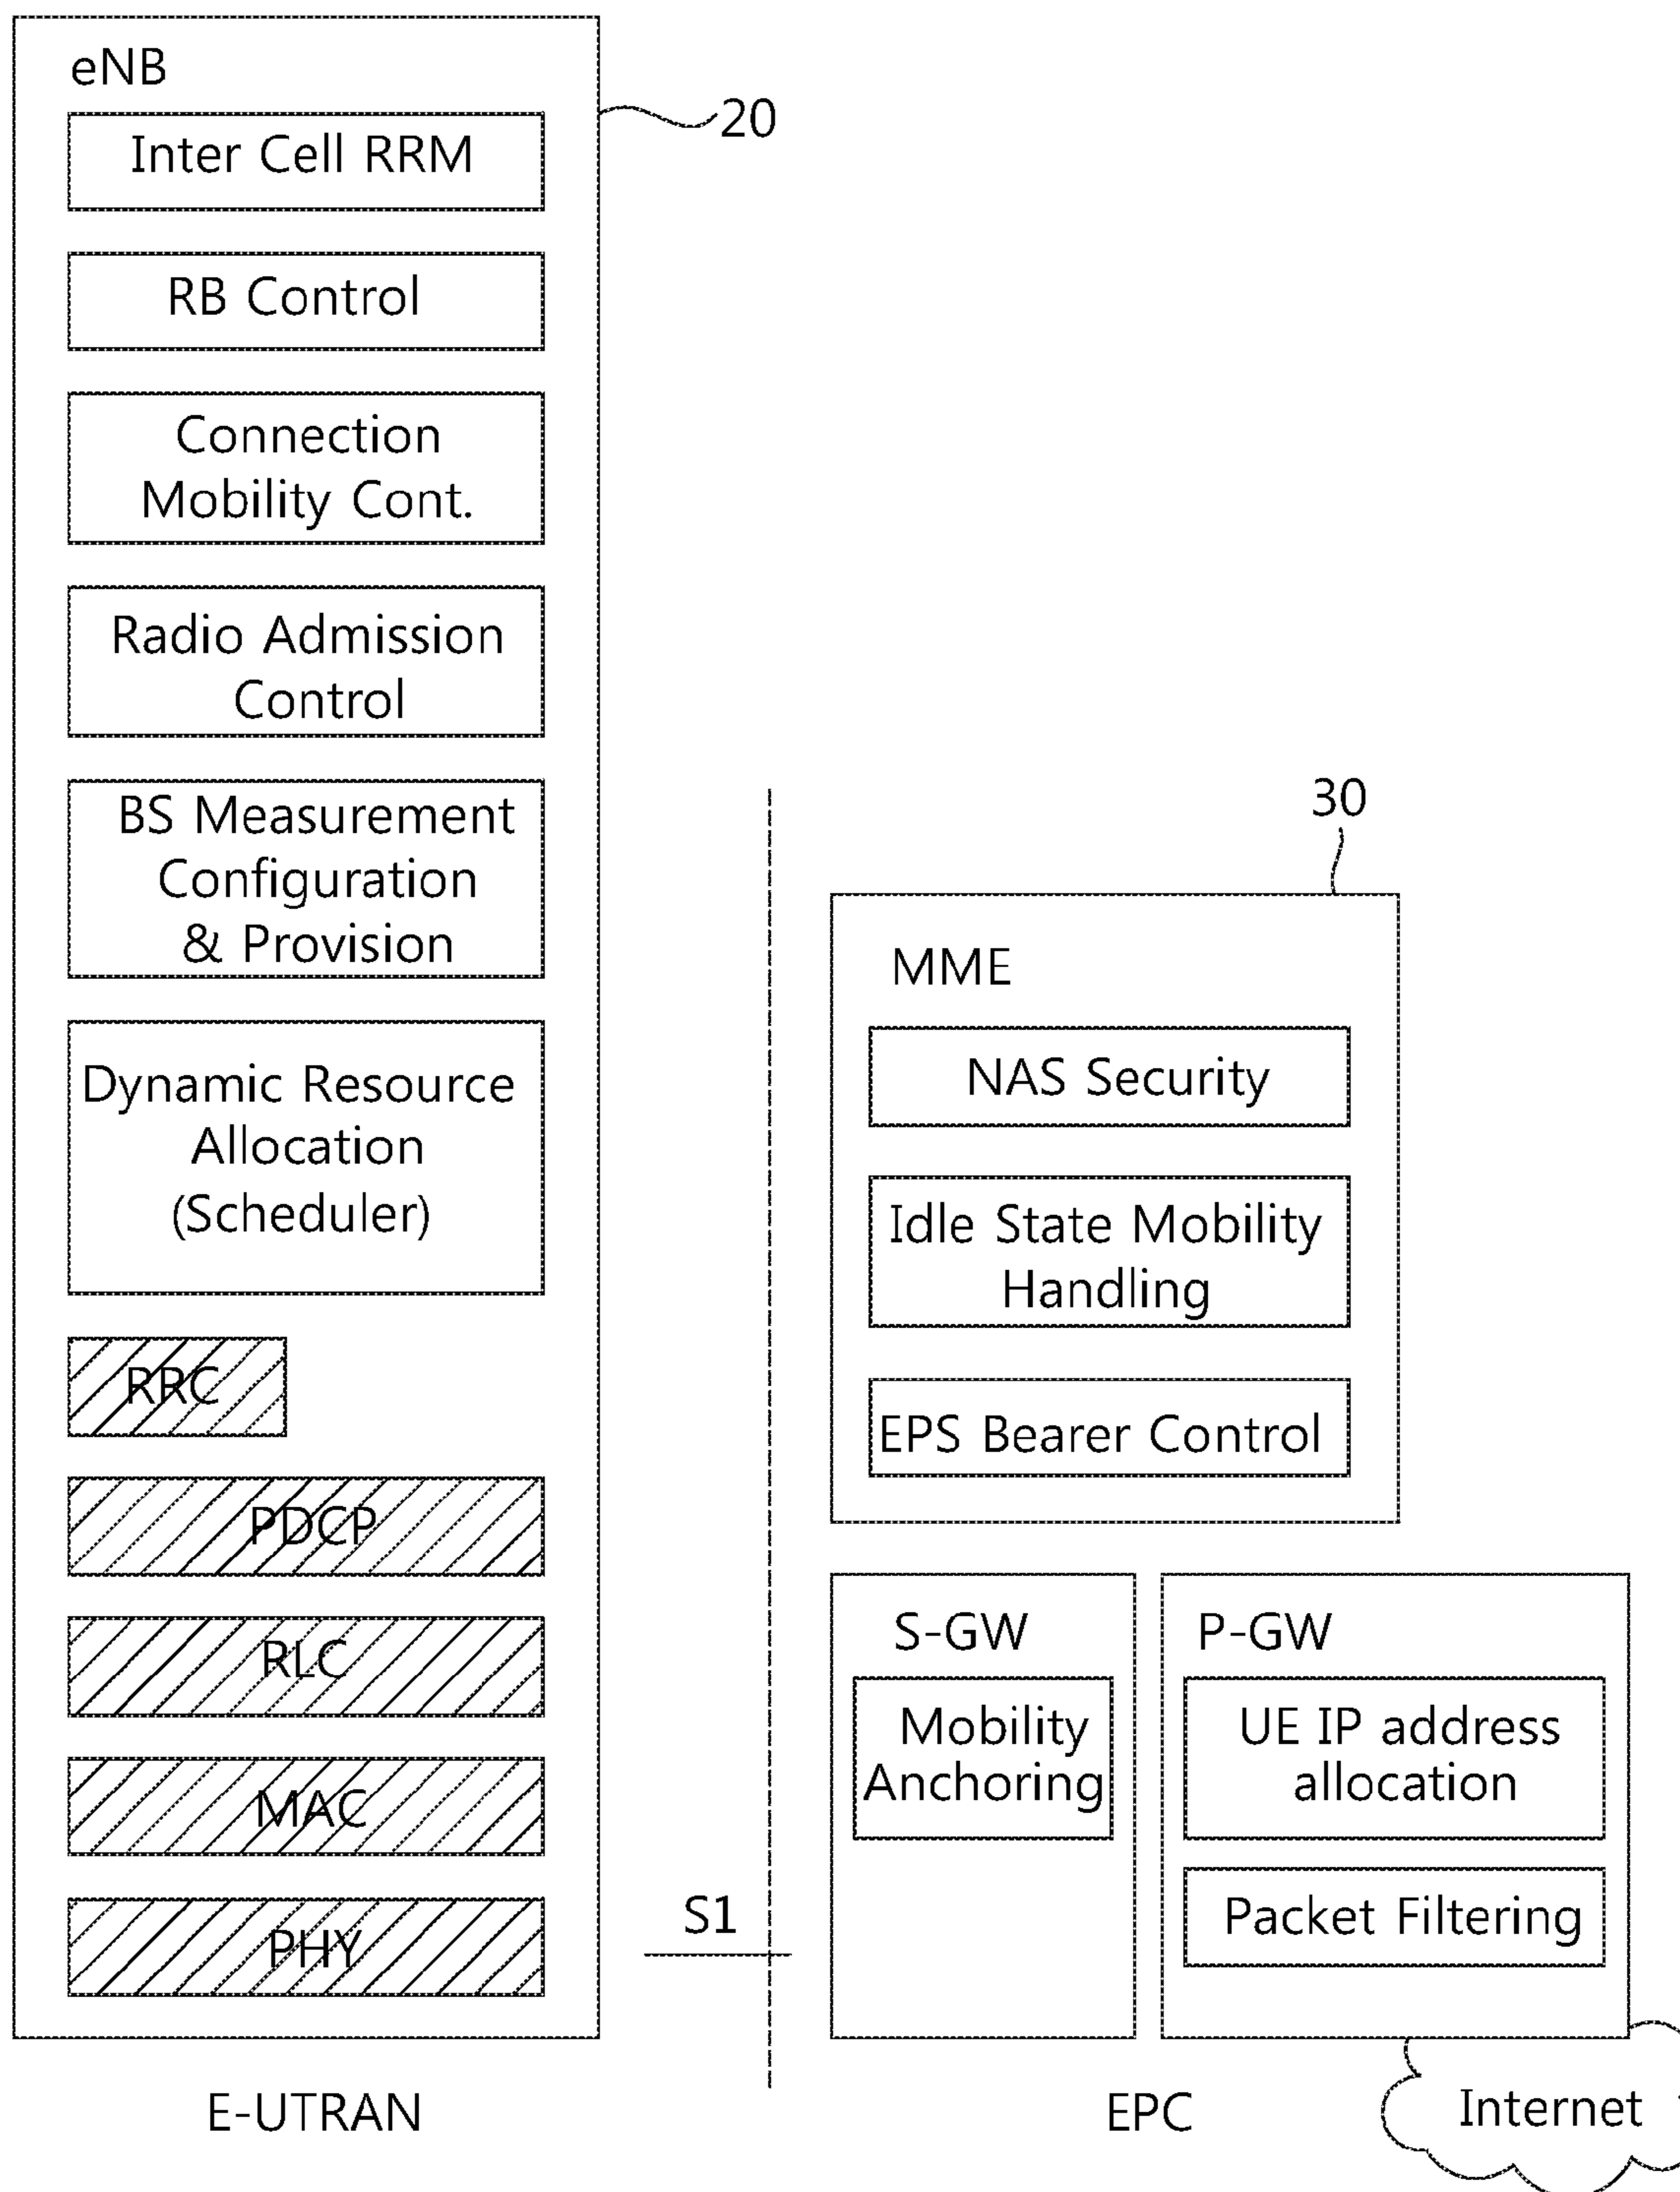 eNB
20
Inter Cell RRM
RB Control
Connection
Mobility Cont.
Radio Admission
Control
BS Measurement
Configuration
& Provision
Dynamic Resource
Allocation
(Scheduler)
RRC
PDCP
RLC
MAC
PHY
E-UTRAN
S1
30
MME
NAS Security
Idle State Mobility
Handling
EPS Bearer Control
S-GW
Mobility
Anchoring
P-GW
UE IP address
allocation
Packet Filtering
EPC
Internet